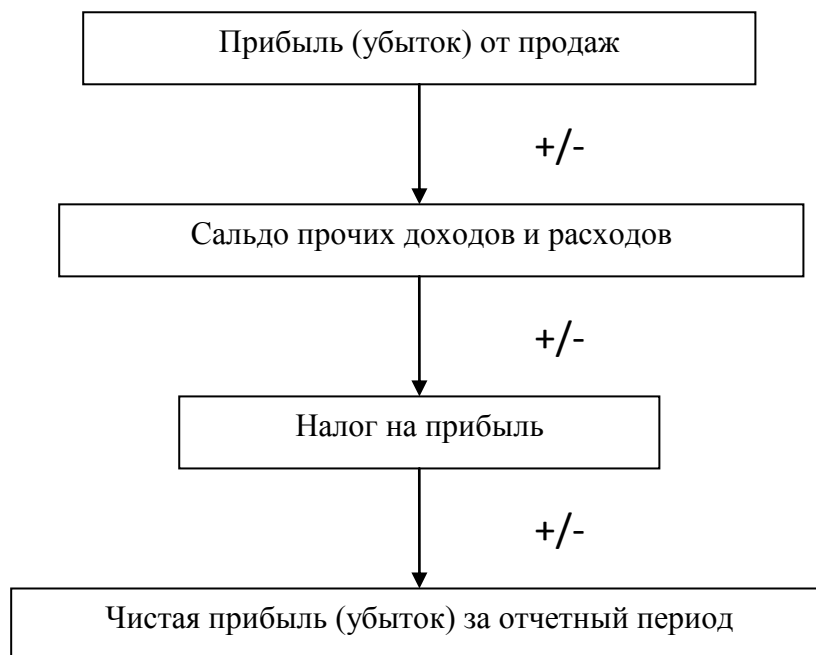 Прибыль (убыток) от продаж
+/-
Сальдо прочих доходов и расходов
+/-
Налог на прибыль
+/-
Чистая прибыль (убыток) за отчетный период